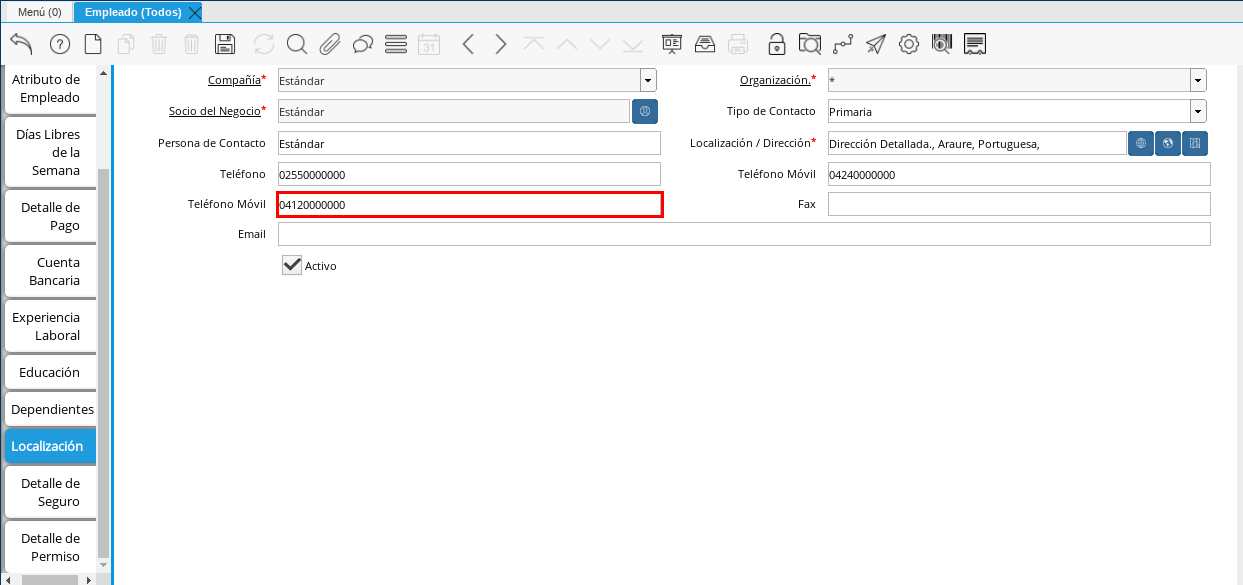 Menú (0)
Empleado (Todos)
31
Atributo de
Empleado
Días Libres
de la
Semana
Detalle de
Pago
Cuenta
Bancaria
Experiencia
Laboral
Educación
Dependientes
Localización
Detalle de
Seguro
Detalle de
Permiso
Compañía* Estándar
Organización.* *
Socio del Negocio* Estándar
Tipo de Contacto Primaria
Persona de Contacto Estándar
Localización / Dirección* Dirección Detallada., Araure, Portuguesa,
Teléfono 02550000000
Teléfono Móvil 04240000000
Teléfono Móvil 04120000000
Fax
Email
Activo